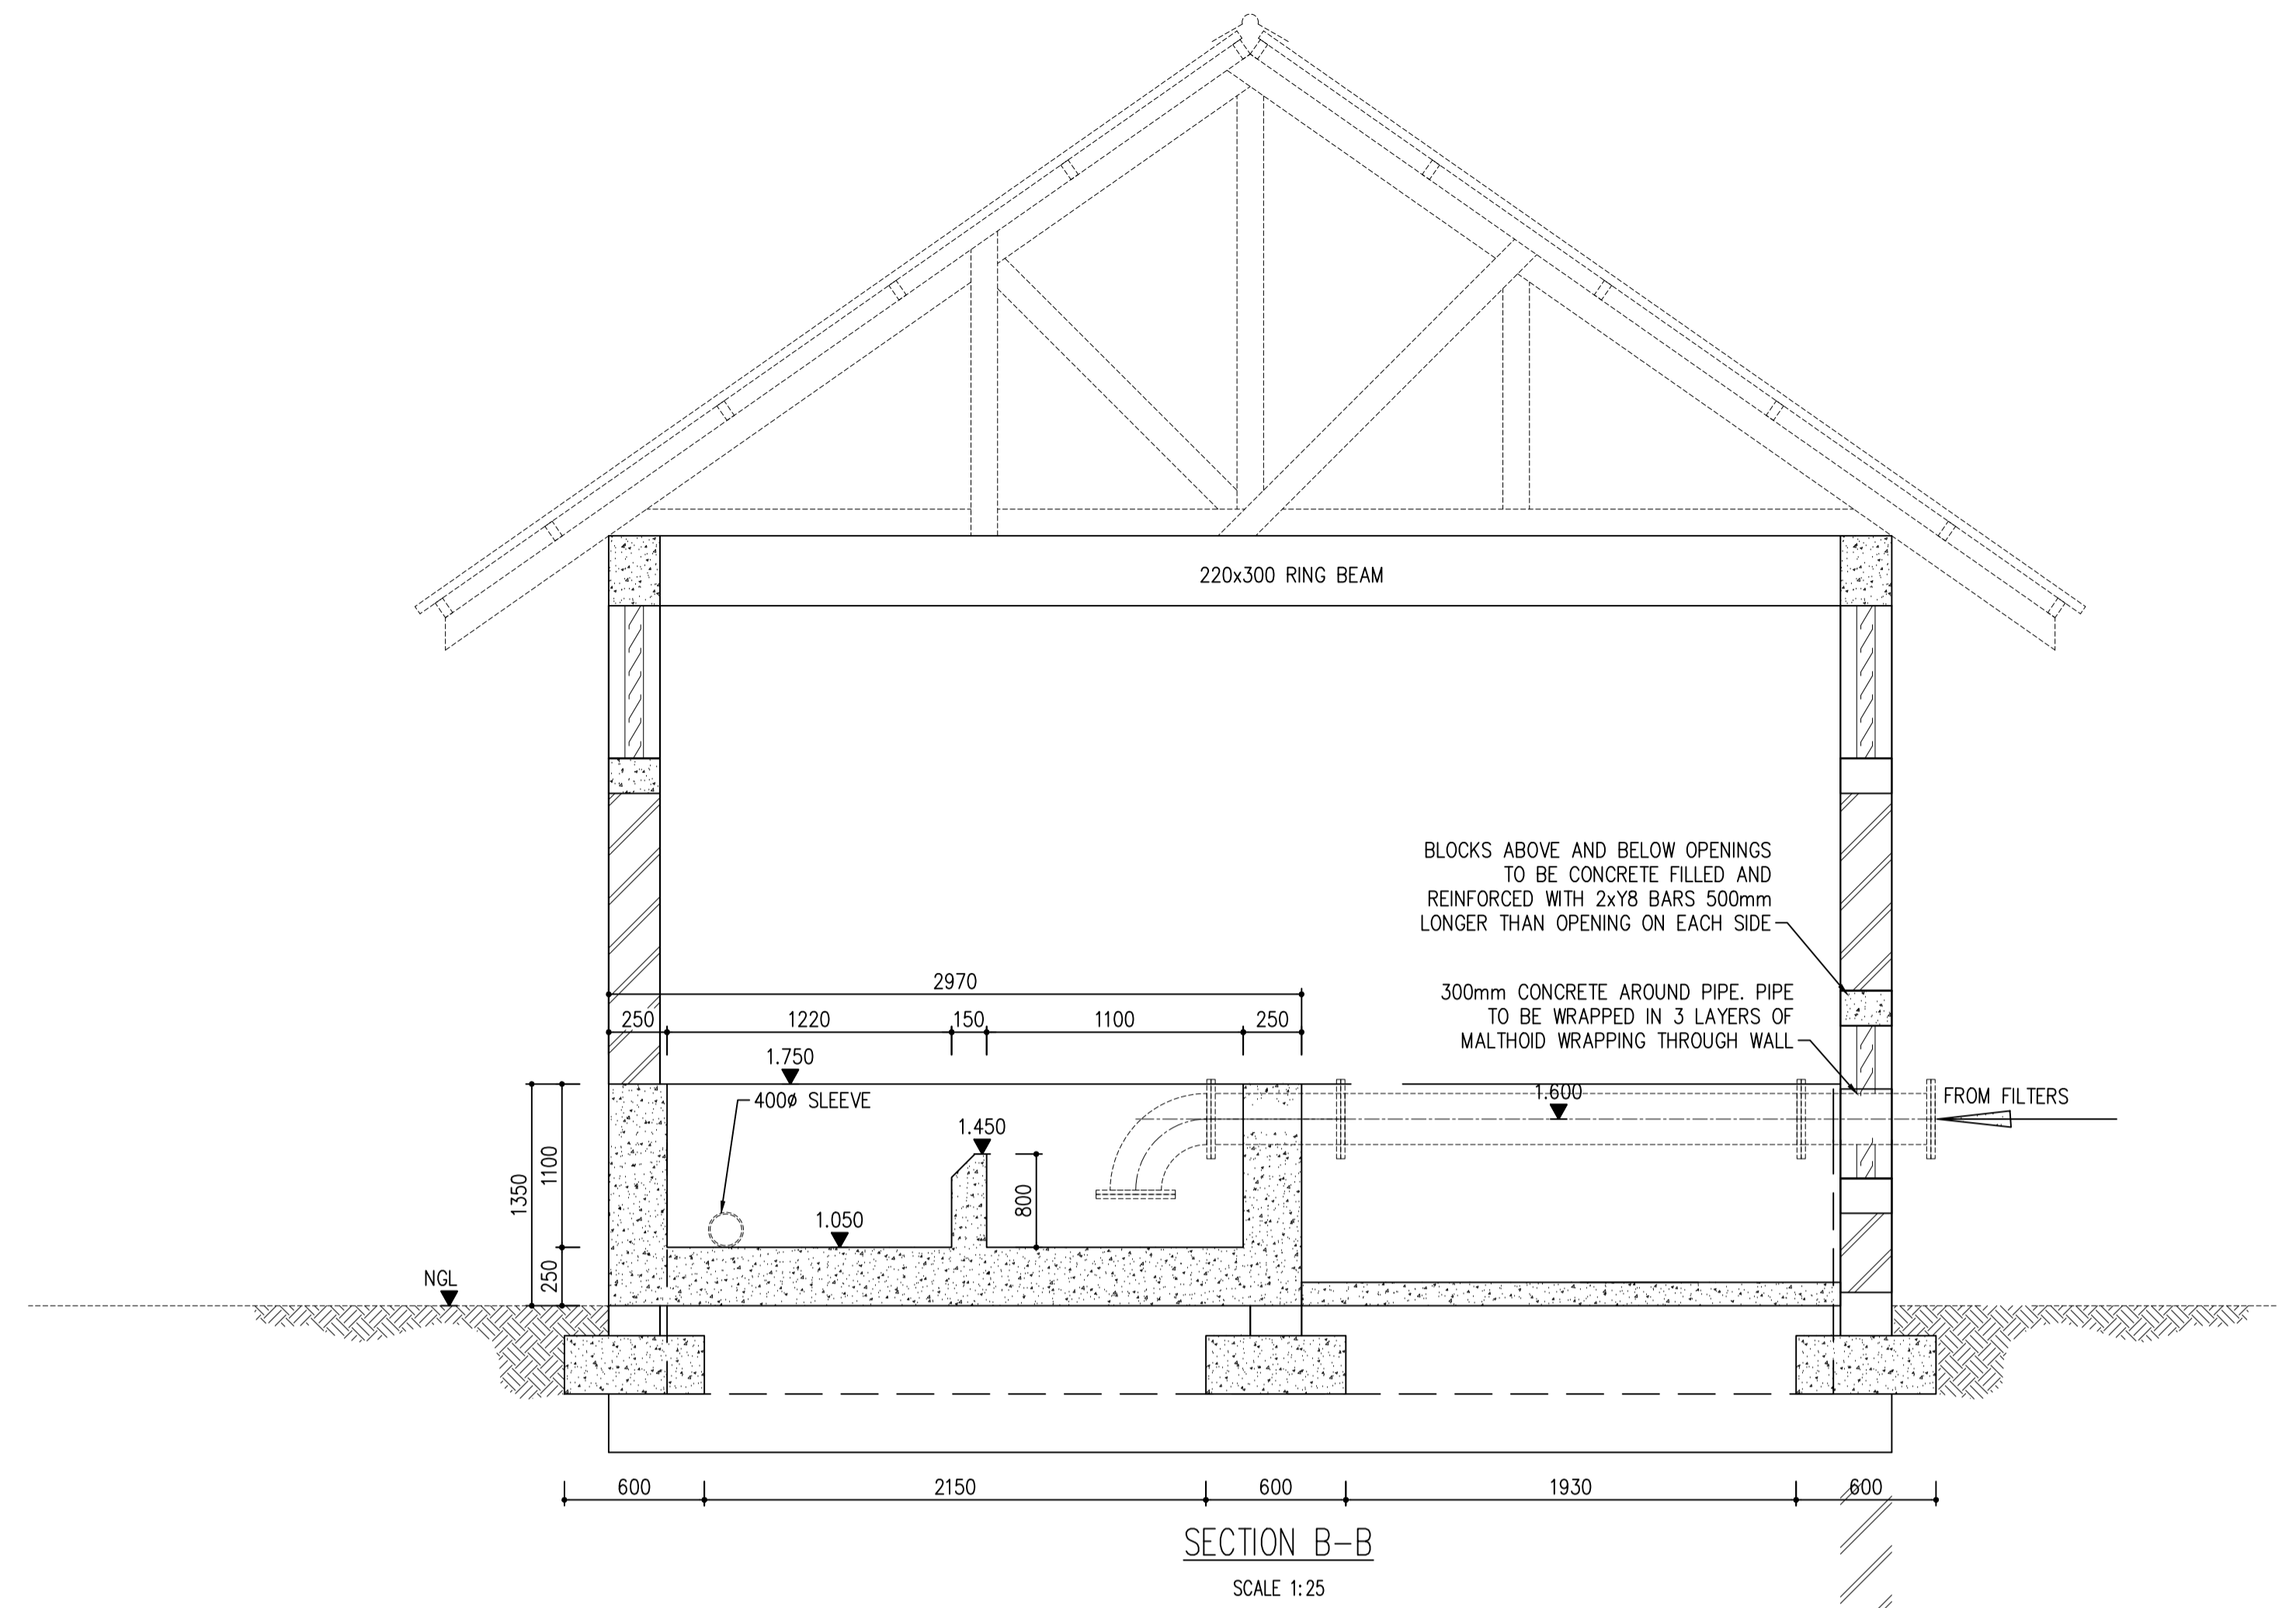 220x300 RING BEAM
BLOCKS ABOVE AND BELOW OPENINGS
TO BE CONCRETE FILLED AND
REINFORCED WITH 2xY8 BARS 500mm
LONGER THAN OPENING ON EACH SIDE
300mm CONCRETE AROUND PIPE. PIPE
TO BE WRAPPED IN 3 LAYERS OF
MALTHOID WRAPPING THROUGH WALL
2970
250 1220 150 1100 250
1.750
400ø SLEEVE
1.600
FROM FILTERS
1.450
1350
1100
800
1.050
250
NGL
600 2150 600 1930 600
SECTION B-B
SCALE 1:25